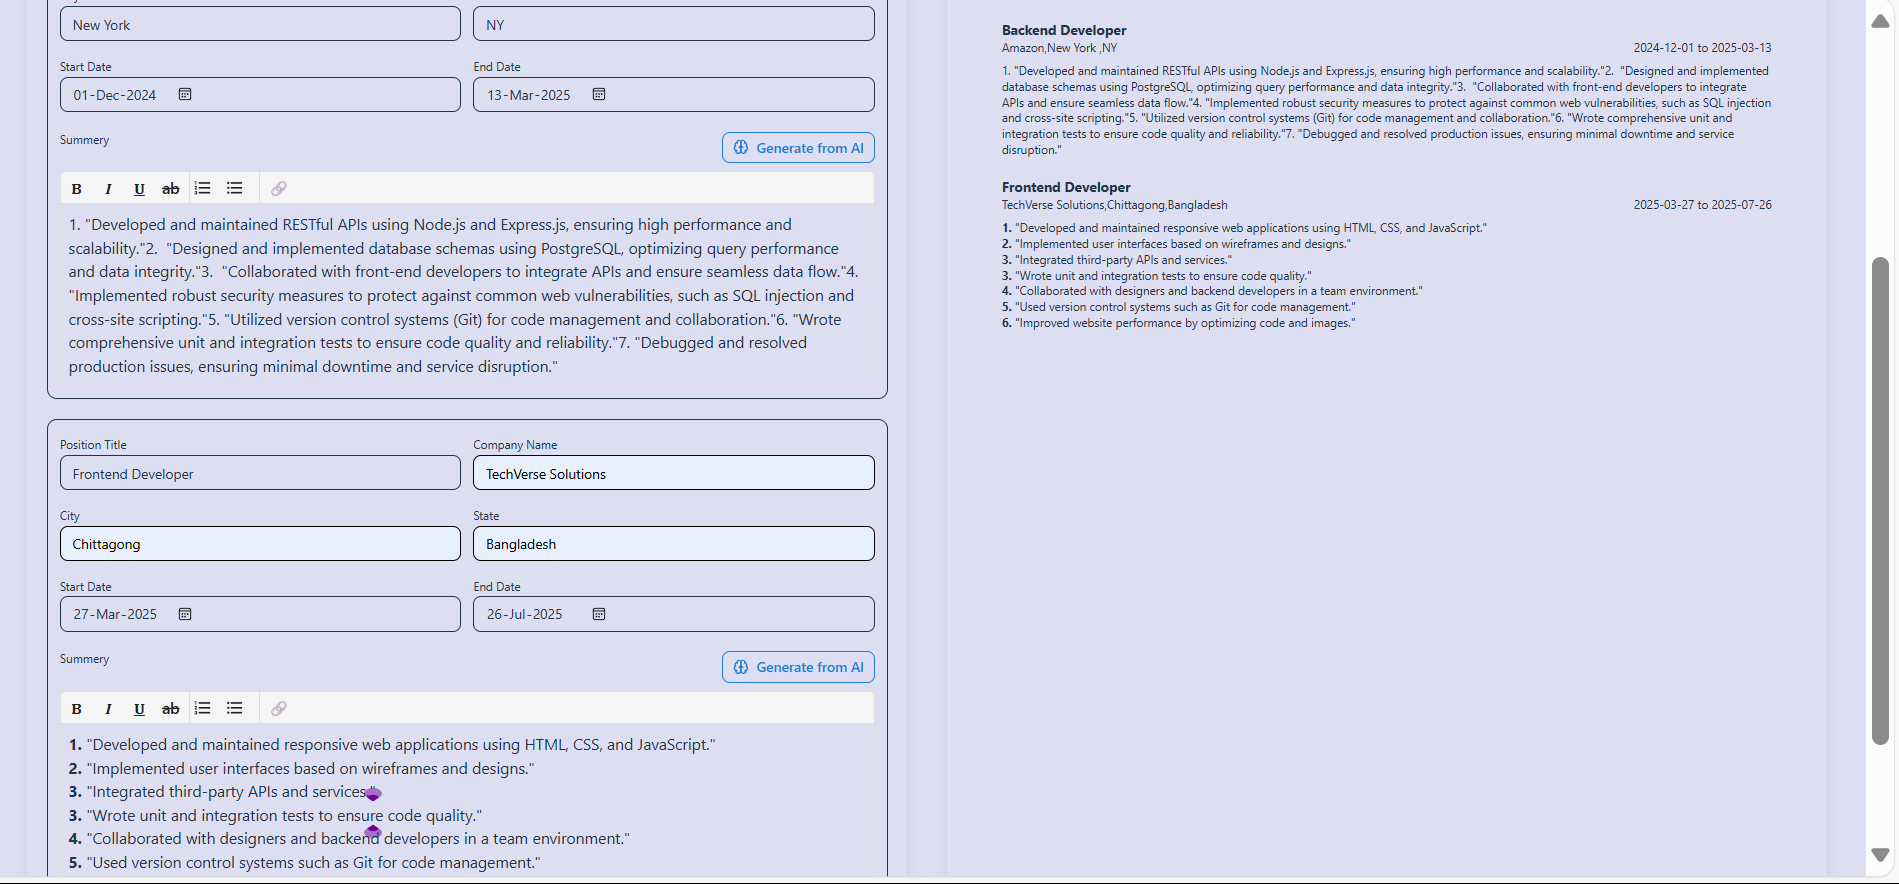 New York
NY
Start Date
End Date
01-Dec-2024
13-Mar-2025
Summery
Generate from AI
B I U ab
1. "Developed and maintained RESTful APIs using Node.js and Express.js, ensuring high performance and
scalability."2.  "Designed and implemented database schemas using PostgreSQL, optimizing query performance
and data integrity."3.  "Collaborated with front-end developers to integrate APIs and ensure seamless data flow."4.
"Implemented robust security measures to protect against common web vulnerabilities, such as SQL injection and
cross-site scripting."5. "Utilized version control systems (Git) for code management and collaboration."6. "Wrote
comprehensive unit and integration tests to ensure code quality and reliability."7. "Debugged and resolved
production issues, ensuring minimal downtime and service disruption."
Position Title
Company Name
Frontend Developer
TechVerse Solutions
City
State
Chittagong
Bangladesh
Start Date
End Date
27-Mar-2025
26-Jul-2025
Summery
Generate from AI
B I U ab
1. "Developed and maintained responsive web applications using HTML, CSS, and JavaScript."
2. "Implemented user interfaces based on wireframes and designs."
3. "Integrated third-party APIs and services."
3. "Wrote unit and integration tests to ensure code quality."
4. "Collaborated with designers and backend developers in a team environment."
5. "Used version control systems such as Git for code management."
Backend Developer
Amazon,New York ,NY
2024-12-01 to 2025-03-13
1. "Developed and maintained RESTful APIs using Node.js and Express.js, ensuring high performance and scalability."2.  "Designed and implemented
database schemas using PostgreSQL, optimizing query performance and data integrity."3.  "Collaborated with front-end developers to integrate
APIs and ensure seamless data flow."4. "Implemented robust security measures to protect against common web vulnerabilities, such as SQL injection
and cross-site scripting."5. "Utilized version control systems (Git) for code management and collaboration."6. "Wrote comprehensive unit and
integration tests to ensure code quality and reliability."7. "Debugged and resolved production issues, ensuring minimal downtime and service
disruption."
Frontend Developer
TechVerse Solutions,Chittagong,Bangladesh
2025-03-27 to 2025-07-26
1. "Developed and maintained responsive web applications using HTML, CSS, and JavaScript."
2. "Implemented user interfaces based on wireframes and designs."
3. "Integrated third-party APIs and services."
3. "Wrote unit and integration tests to ensure code quality."
4. "Collaborated with designers and backend developers in a team environment."
5. "Used version control systems such as Git for code management."
6. "Improved website performance by optimizing code and images."